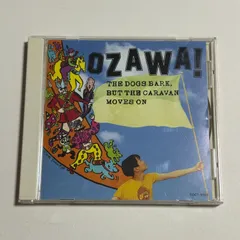 OZAWA!
THE DOGS BARK,
BUT THE CARAVAN
MOVES ON